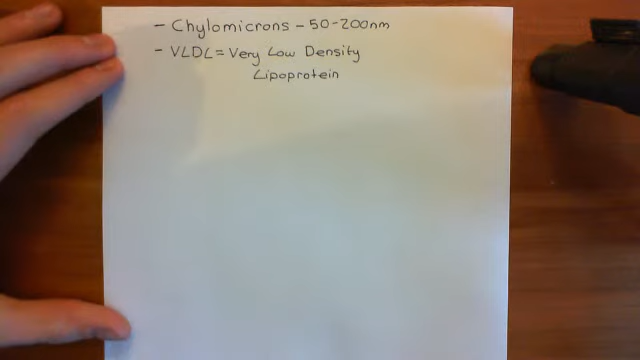 - Chylomicrons - 50-200nm
- VLDL = Very Low Density
Lipoprotein